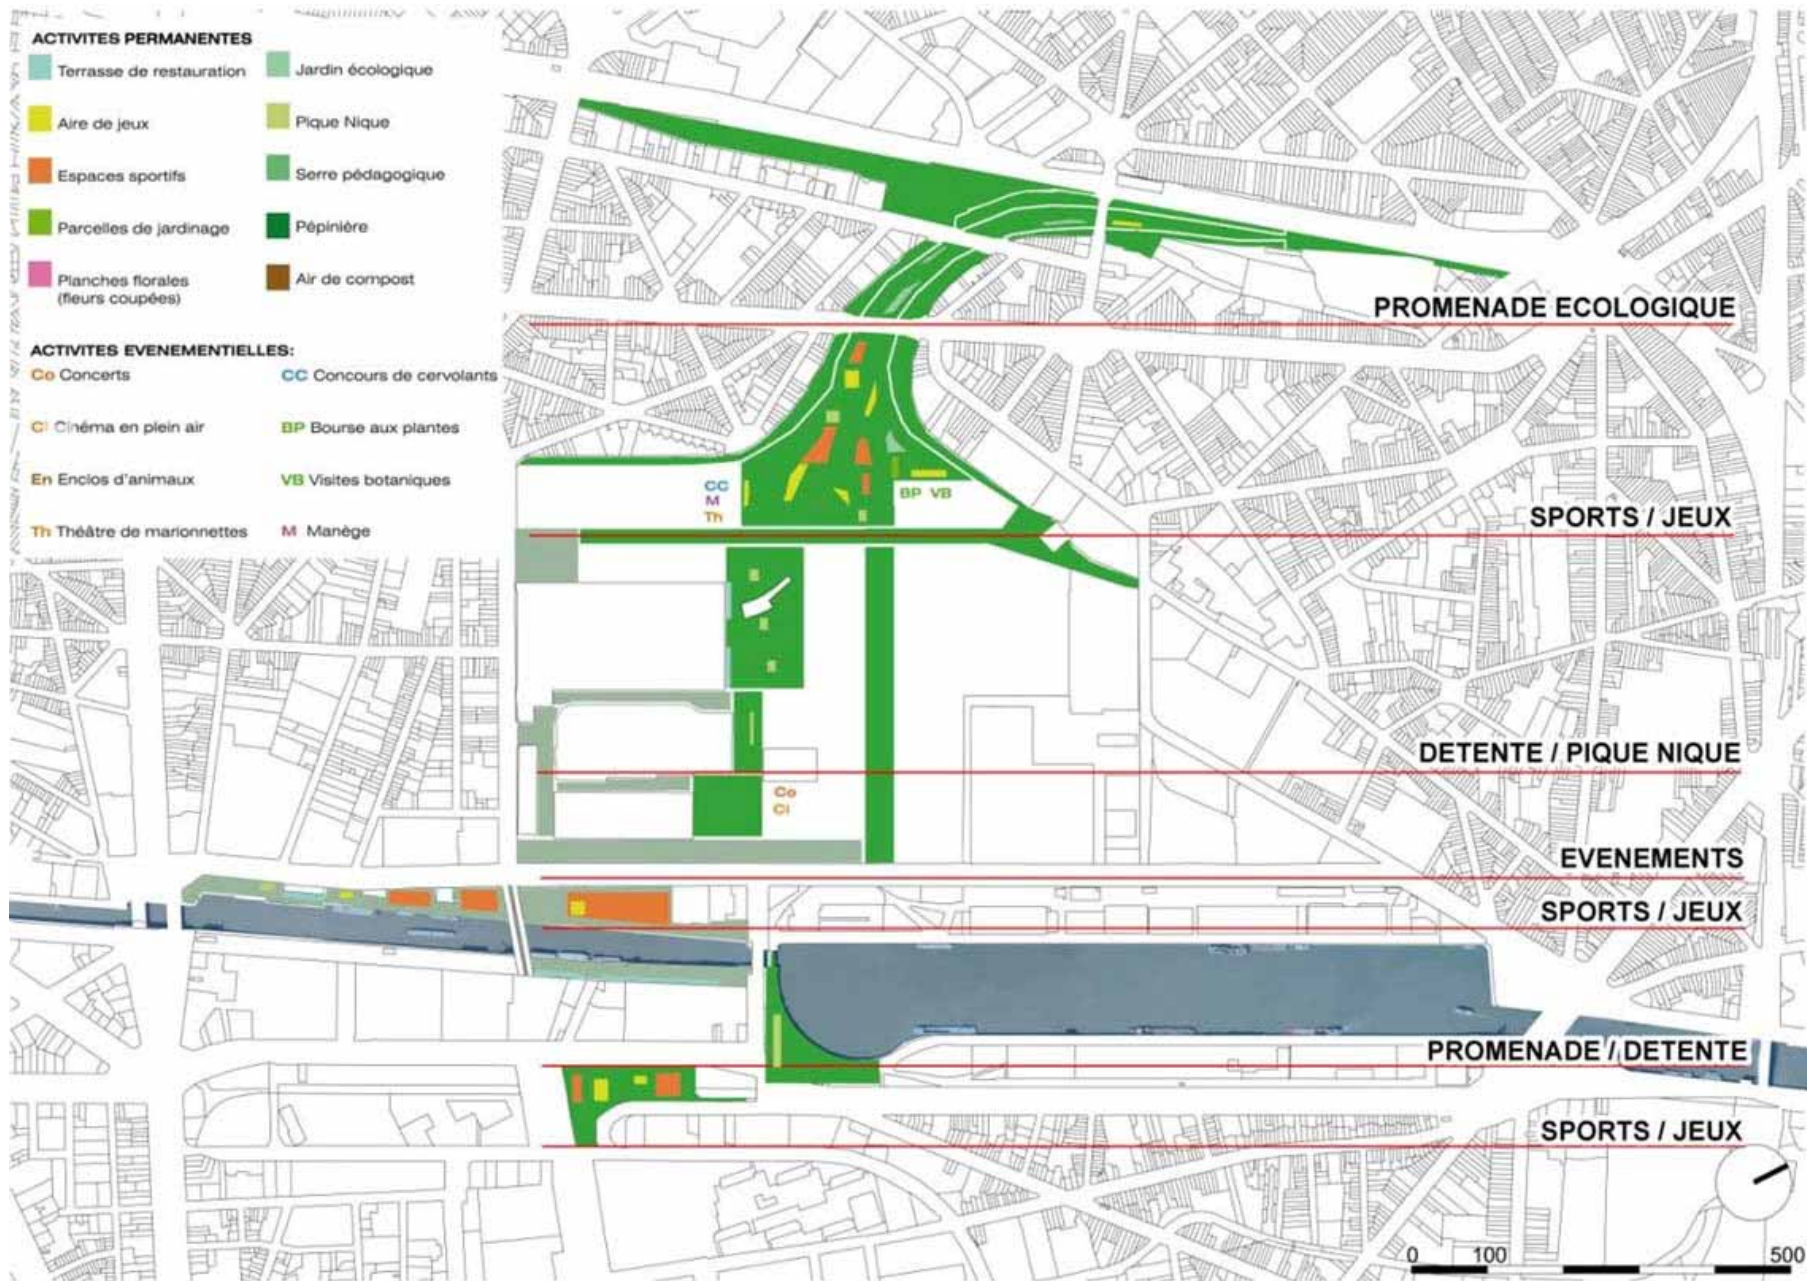 ACTIVITES PERMANENTES
Terrasse de restauration
Jardin écologique
Aire de jeux
Pique Nique
Espaces sportifs
Serre pédagogique
Parcelles de jardinage
Pépinière
Planches florales
(fleurs coupées)
Air de compost
ACTIVITES EVENEMENTIELLES:
Co Concerts
CC Concours de cervolants
Ci Cinéma en plein air
BP Bourse aux plantes
En Enclos d'animaux
VB Visites botaniques
Th Théâtre de marionnettes
M Manège
PROMENADE ECOLOGIQUE
CC
M
Th
BP VB
SPORTS / JEUX
DETENTE / PIQUE NIQUE
Co
Ci
EVENEMENTS
SPORTS / JEUX
PROMENADE / DETENTE
SPORTS / JEUX
0 100 500